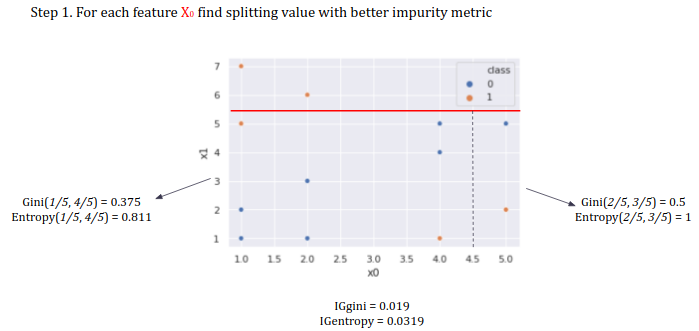 Step 1. For each feature X₀ find splitting value with better impurity metric
class
0
1
7
6
5
4
3
2
1
x1
1.0 1.5 2.0 2.5 3.0 3.5 4.0 4.5 5.0
x0
Gini(1/5, 4/5) = 0.375
Entropy(1/5, 4/5) = 0.811
Gini(2/5, 3/5) = 0.5
Entropy(2/5, 3/5) = 1
IGgini = 0.019
IGentropy = 0.0319